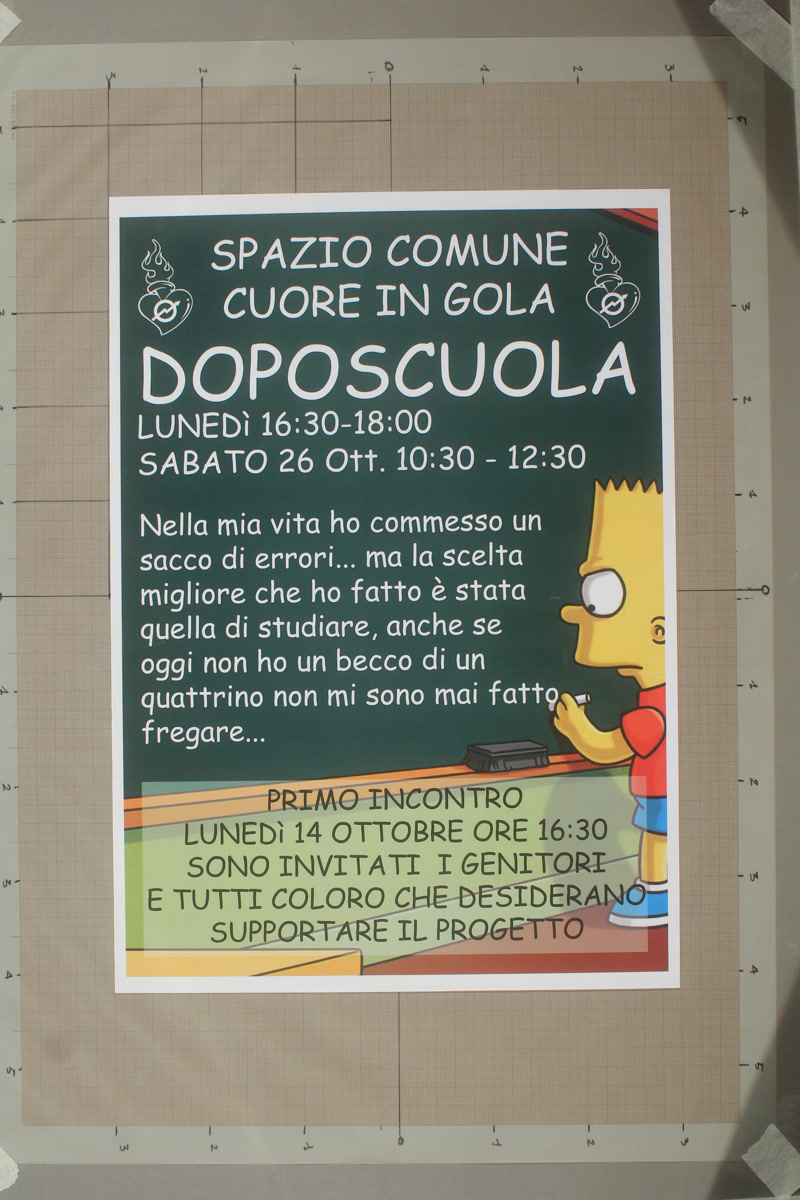 SPAZIO COMUNE
CUORE IN GOLA
DOPOSCUOLA
LUNEDì 16:30-18:00
SABATO 26 Ott. 10:30 - 12:30
Nella mia vita ho commesso un
sacco di errori... ma la scelta
migliore che ho fatto è stata
quella di studiare, anche se
oggi non ho un becco di un
quattrino non mi sono mai fatto
fregare...
PRIMO INCONTRO
LUNEDì 14 OTTOBRE ORE 16:30
SONO INVITATI I GENITORI
E TUTTI COLORO CHE DESIDERANO
SUPPORTARE IL PROGETTO